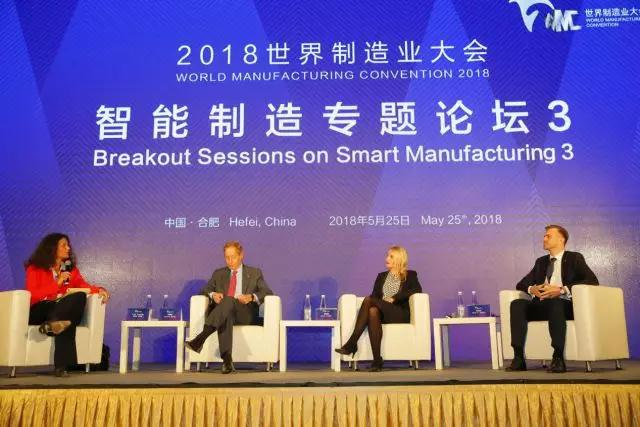 世界制造业大会
WORLD MANUFACTURING
CONVENTION
2018世界制造业大会
WORLD MANUFACTURING CONVENTION 2018
智能制造专题论坛3
Breakout Sessions on Smart Manufacturing 3
中国·合肥 Hefei, China 2018年5月25日 May 25th, 2018